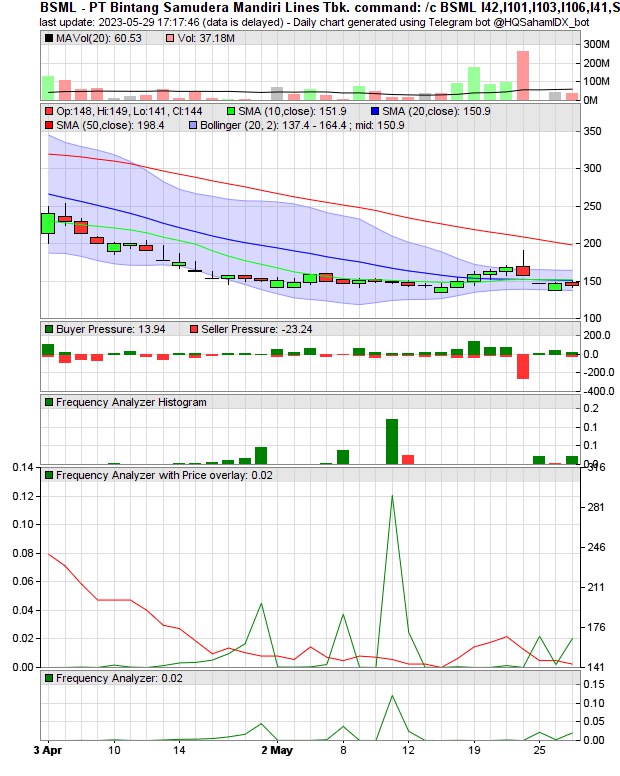 BSML - PT Bintang Samudera Mandiri Lines Tbk. command: /c BSML I42,I101,I103,I106,I41,S
last update: 2023-05-29 17:17:46 (data is delayed) - Daily chart generated using Telegram bot @HQSahamIDX_bot
MAVol(20): 60.53 Vol: 37.18M
300M
200M
100M
0M
Op:148, Hi:149, Lo:141, Cl:144 SMA (10,close): 151.9 SMA (20,close): 150.9
SMA (50,close): 198.4 Bollinger (20, 2): 137.4 - 164.4 ; mid: 150.9
350
300
250
200
150
100
Buyer Pressure: 13.94 Seller Pressure: -23.24
200.0
0.0
-200.0
-400.0
Frequency Analyzer Histogram
0.2
0.1
0.1
0.0
Frequency Analyzer with Price overlay: 0.02
0.14 316
0.12 281
0.10 246
0.08
0.06 211
0.04 176
0.02
0.00 141
Frequency Analyzer: 0.02
0.15
0.10
0.05
0.00
3 Apr 10 14 2 May 8 12 19 25